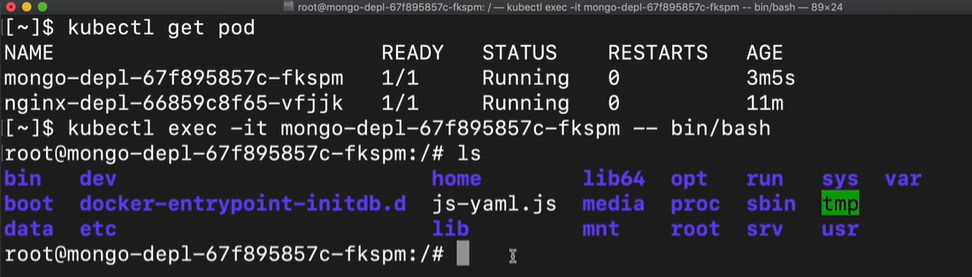 root@mongo-depl-67f895857c-fkspm: / — kubectl exec -it mongo-depl-67f895857c-fkspm -- bin/bash — 89×24
[~]$ kubectl get pod
NAME READY STATUS RESTARTS AGE
mongo-depl-67f895857c-fkspm 1/1 Running 0 3m5s
nginx-depl-66859c8f65-vfjjk 1/1 Running 0 11m
[~]$ kubectl exec -it mongo-depl-67f895857c-fkspm -- bin/bash
root@mongo-depl-67f895857c-fkspm:/# ls
bin dev home lib64 opt run sys var
boot docker-entrypoint-initdb.d js-yaml.js media proc sbin tmp
data etc lib mnt root srv usr
root@mongo-depl-67f895857c-fkspm:/#